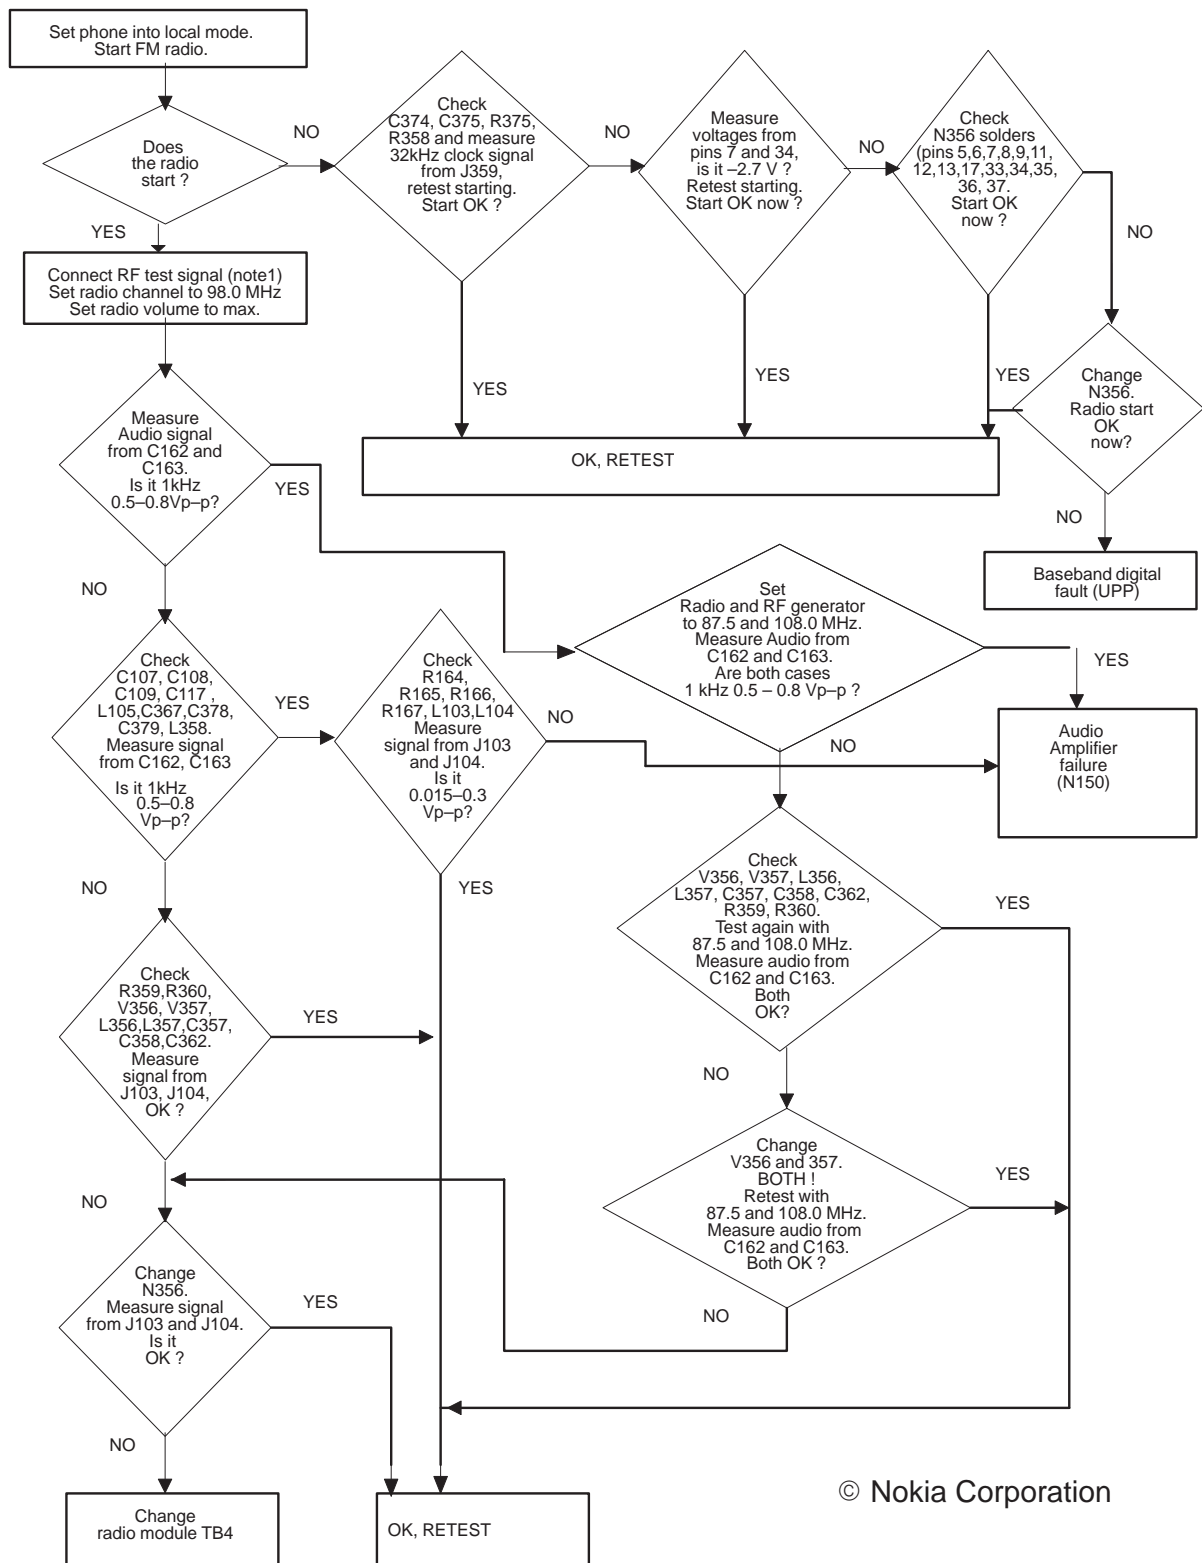 Set phone into local mode.
Start FM radio.
Does
the radio
start ?
NO
YES
Check
C374, C375, R375,
R358 and measure
32kHz clock signal
from J359,
retest starting.
Start OK ?
NO
YES
Measure
voltages from
pins 7 and 34,
is it –2.7 V ?
Retest starting.
Start OK now ?
NO
YES
Check
N356 solders
(pins 5,6,7,8,9,11,
12,13,17,33,34,35,
36, 37.
Start OK
now ?
NO
YES
Change
N356.
Radio start
OK
now?
NO
OK, RETEST
Baseband digital
fault (UPP)
Connect RF test signal (note1)
Set radio channel to 98.0 MHz
Set radio volume to max.
Measure
Audio signal
from C162 and
C163.
Is it 1kHz
0.5–0.8Vp–p?
YES
NO
Set
Radio and RF generator
to 87.5 and 108.0 MHz.
Measure Audio from
C162 and C163.
Are both cases
1 kHz 0.5 – 0.8 Vp–p ?
YES
NO
Audio
Amplifier
failure
(N150)
Check
C107, C108,
C109, C117 ,
L105,C367,C378,
C379, L358.
Measure signal
from C162, C163
Is it 1kHz
0.5–0.8
Vp–p?
YES
NO
Check
R164,
R165, R166,
R167, L103,L104
Measure
signal from J103
and J104.
Is it
0.015–0.3
Vp–p?
NO
YES
Check
V356, V357, L356,
L357, C357, C358, C362,
R359, R360.
Test again with
87.5 and 108.0 MHz.
Measure audio from
C162 and C163.
Both
OK?
YES
NO
Check
R359,R360,
V356, V357,
L356,L357,C357,
C358,C362.
Measure
signal from
J103, J104,
OK ?
YES
NO
Change
V356 and 357.
BOTH !
Retest with
87.5 and 108.0 MHz.
Measure audio from
C162 and C163.
Both OK ?
YES
NO
Change
N356.
Measure signal
from J103 and J104.
Is it
OK ?
YES
NO
Change
radio module TB4
OK, RETEST
© Nokia Corporation